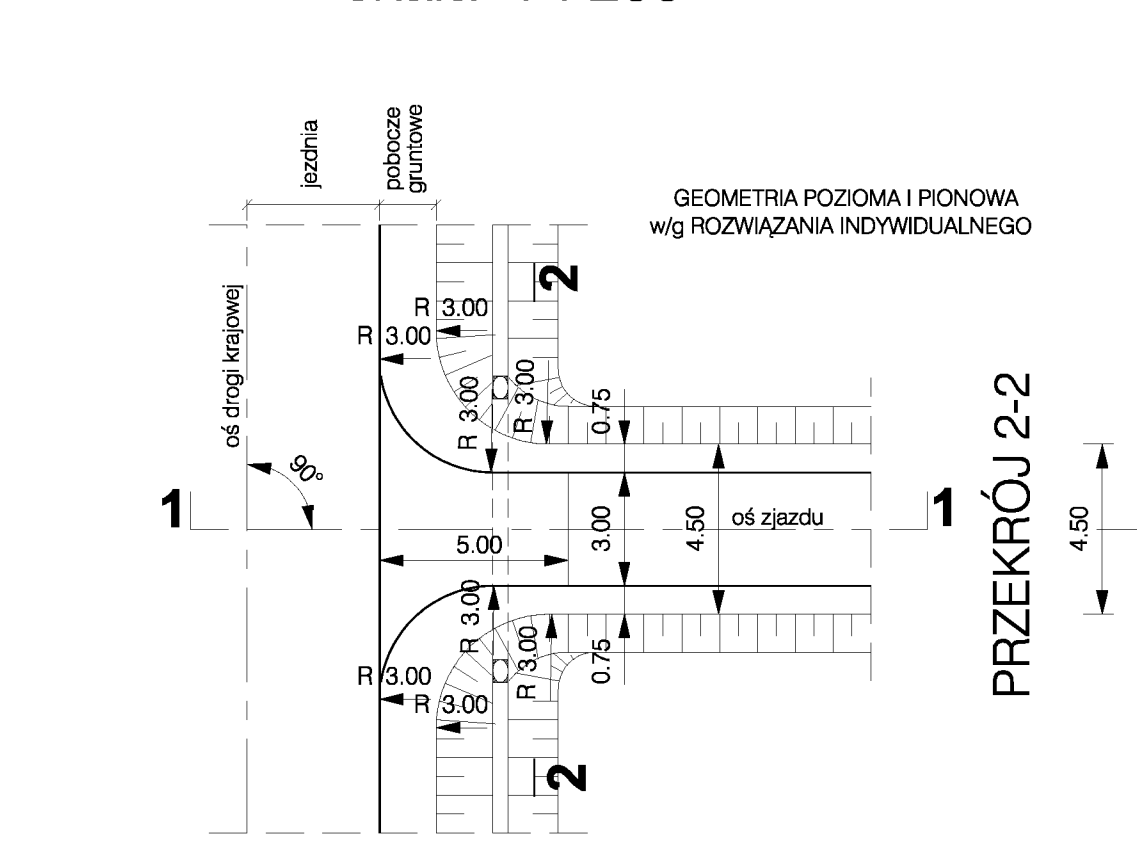 jezdnia
pobocze
gruntowe
GEOMETRIA POZIOMA I PIONOWA
w/g ROZWIĄZANIA INDYWIDUALNEGO
oś drogi krajowej
2
R 3.00
R 3.00
R 3.00
R 3.00
0.75
90°
1
1
oś zjazdu
5.00
3.00
4.50
PRZEKRÓJ 2-2
4.50
R 3.00
R 3.00
0.75
R 3.00
R 3.00
2